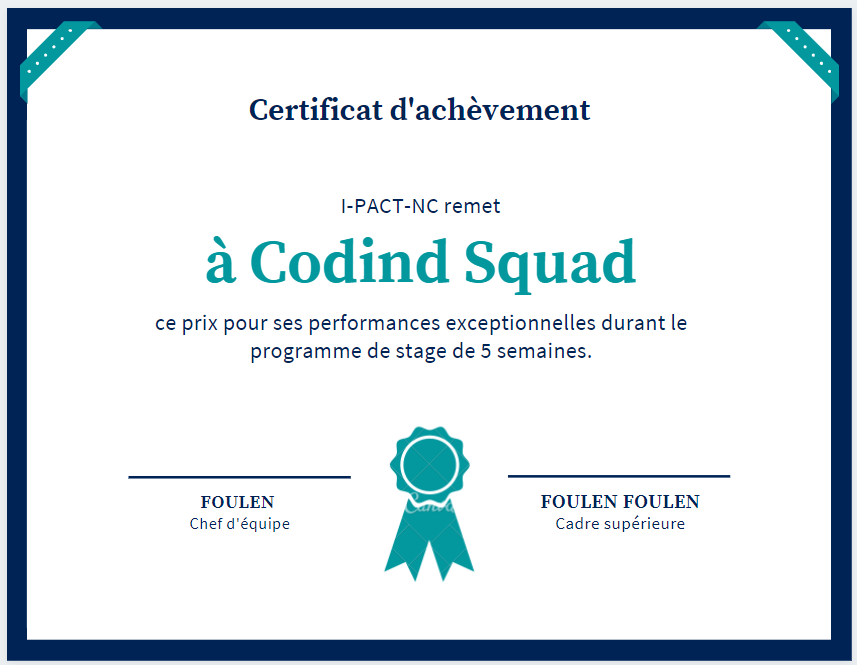 Certificat d'achèvement
I-PACT-NC remet
à Codind Squad
ce prix pour ses performances exceptionnelles durant le
programme de stage de 5 semaines.
Canva
FOULEN
Chef d'équipe
FOULEN FOULEN
Cadre supérieure